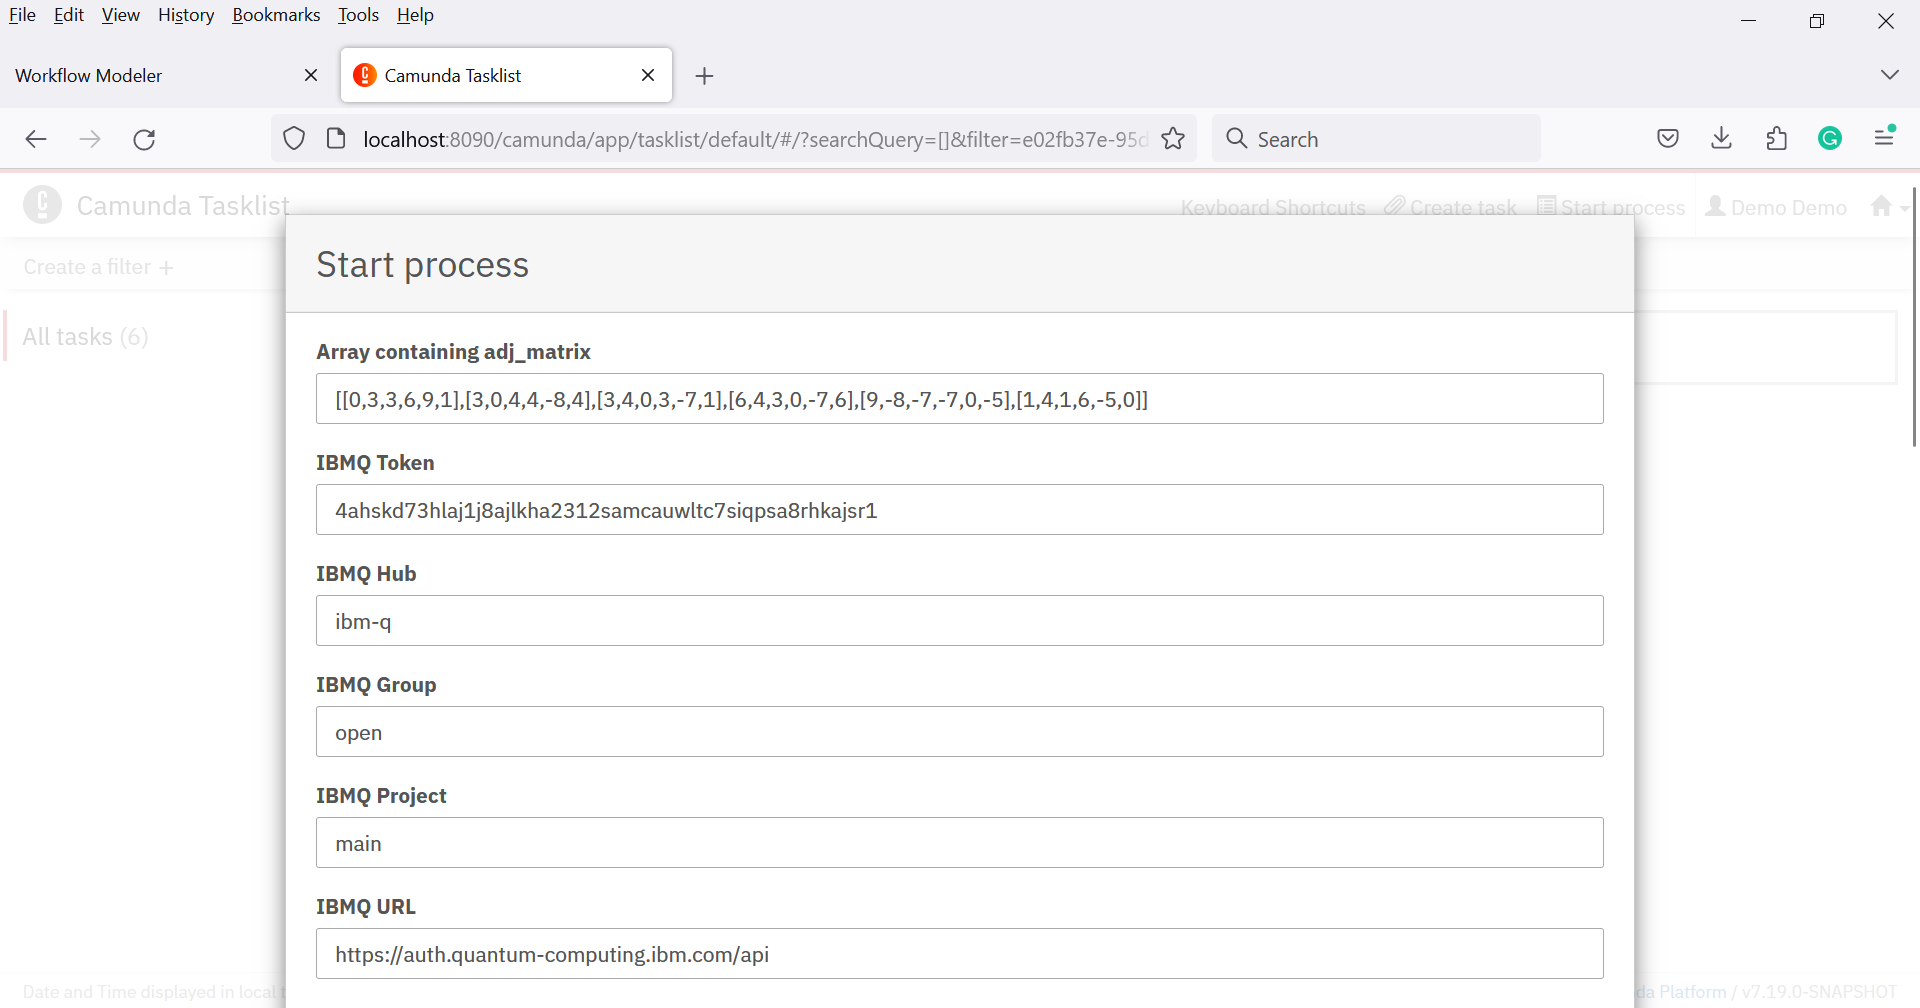 File Edit View History Bookmarks Tools Help
Workflow Modeler
Camunda Tasklist
localhost:8090/camunda/app/tasklist/default/#/?searchQuery=[]&filter=e02fb37e-95d
Search
Camunda Tasklist
Keyboard Shortcuts Create task Start process Demo Demo
Create a filter +
All tasks (6)
Start process
Array containing adj_matrix
[[0,3,3,6,9,1],[3,0,4,4,-8,4],[3,4,0,3,-7,1],[6,4,3,0,-7,6],[9,-8,-7,-7,0,-5],[1,4,1,6,-5,0]]
IBMQ Token
4ahskd73hlaj1j8ajlkha2312samcauwltc7siqpsa8rhkajsr1
IBMQ Hub
ibm-q
IBMQ Group
open
IBMQ Project
main
IBMQ URL
https://auth.quantum-computing.ibm.com/api
Date and Time displayed in local
da Platform / v7.19.0-SNAPSHOT